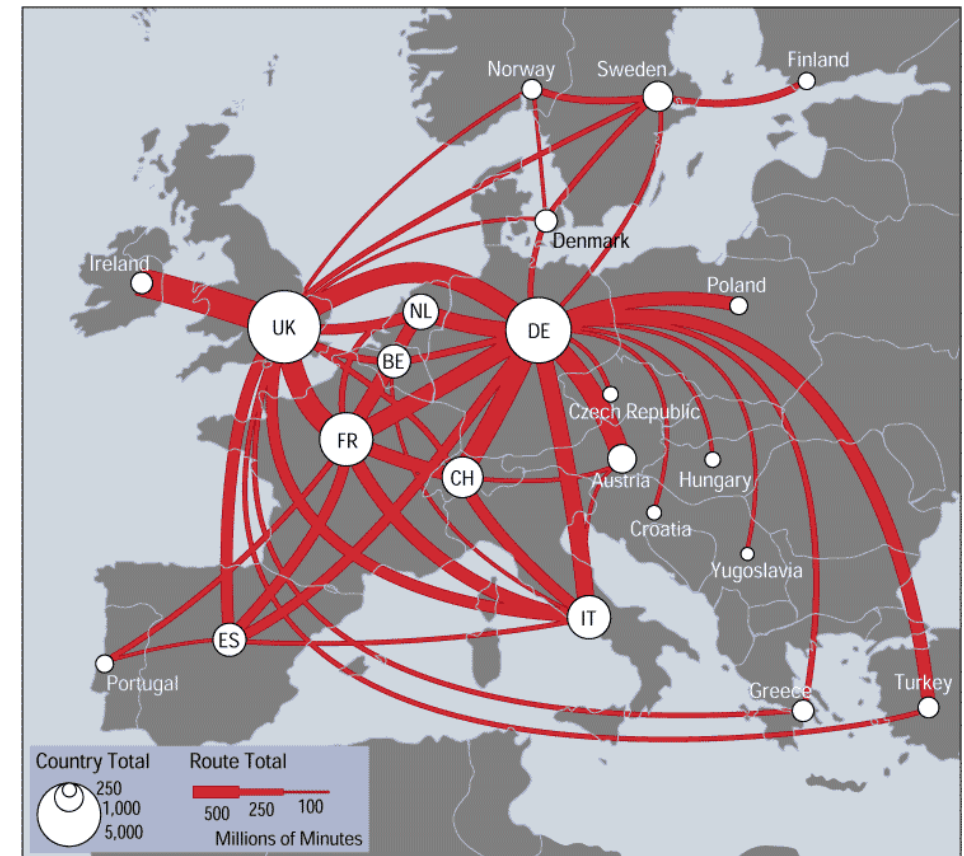 Norway
Sweden
Finland
Denmark
Ireland
Poland
UK
NL
DE
BE
Czech Republic
FR
CH
Austria
Hungary
Croatia
Yugoslavia
IT
ES
Portugal
Greece
Turkey
Country Total
250
1,000
5,000
Route Total
500 250 100
Millions of Minutes